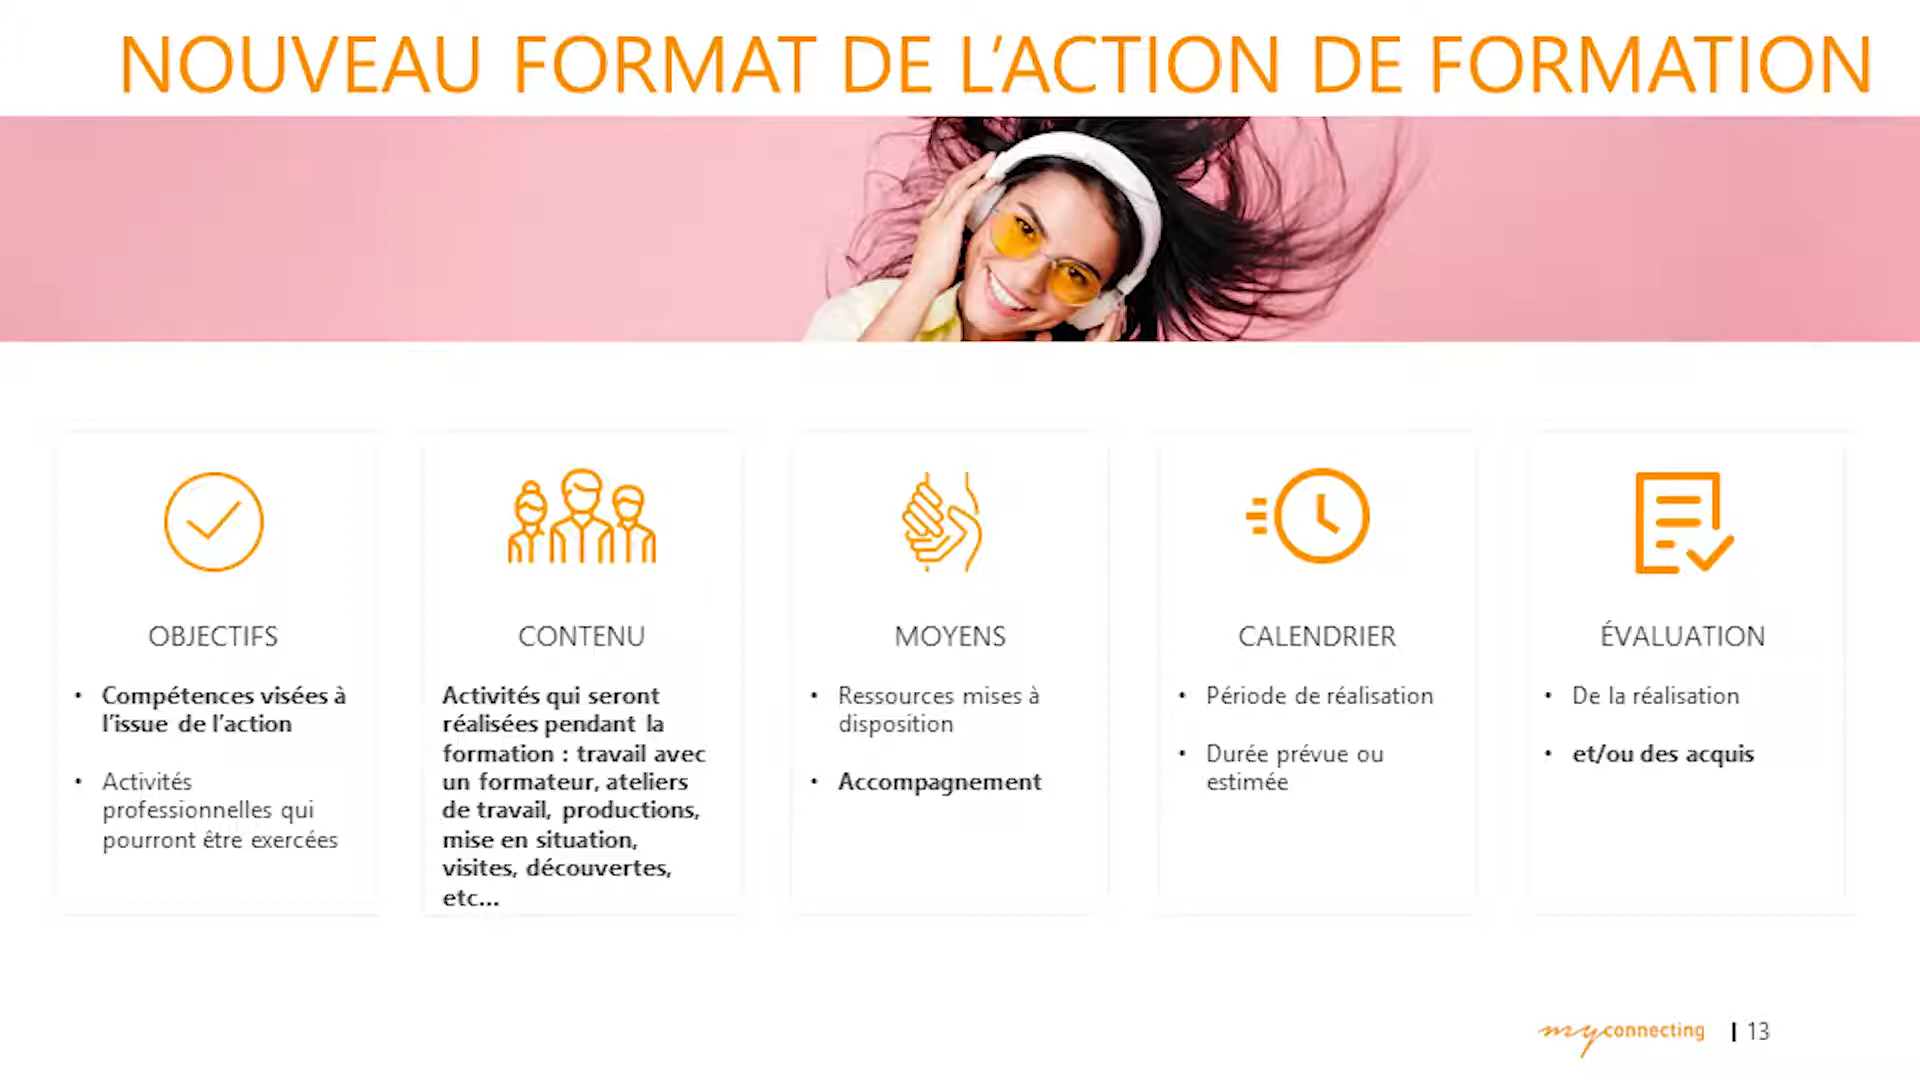 NOUVEAU FORMAT DE L’ACTION DE FORMATION
OBJECTIFS
• Compétences visées à
l’issue de l’action
• Activités
professionnelles qui
pourront être exercées
CONTENU
Activités qui seront
réalisées pendant la
formation : travail avec
un formateur, ateliers
de travail, productions,
mise en situation,
visites, découvertes,
etc...
MOYENS
• Ressources mises à
disposition
• Accompagnement
CALENDRIER
• Période de réalisation
• Durée prévue ou
estimée
ÉVALUATION
• De la réalisation
• et/ou des acquis
myconnecting | 13